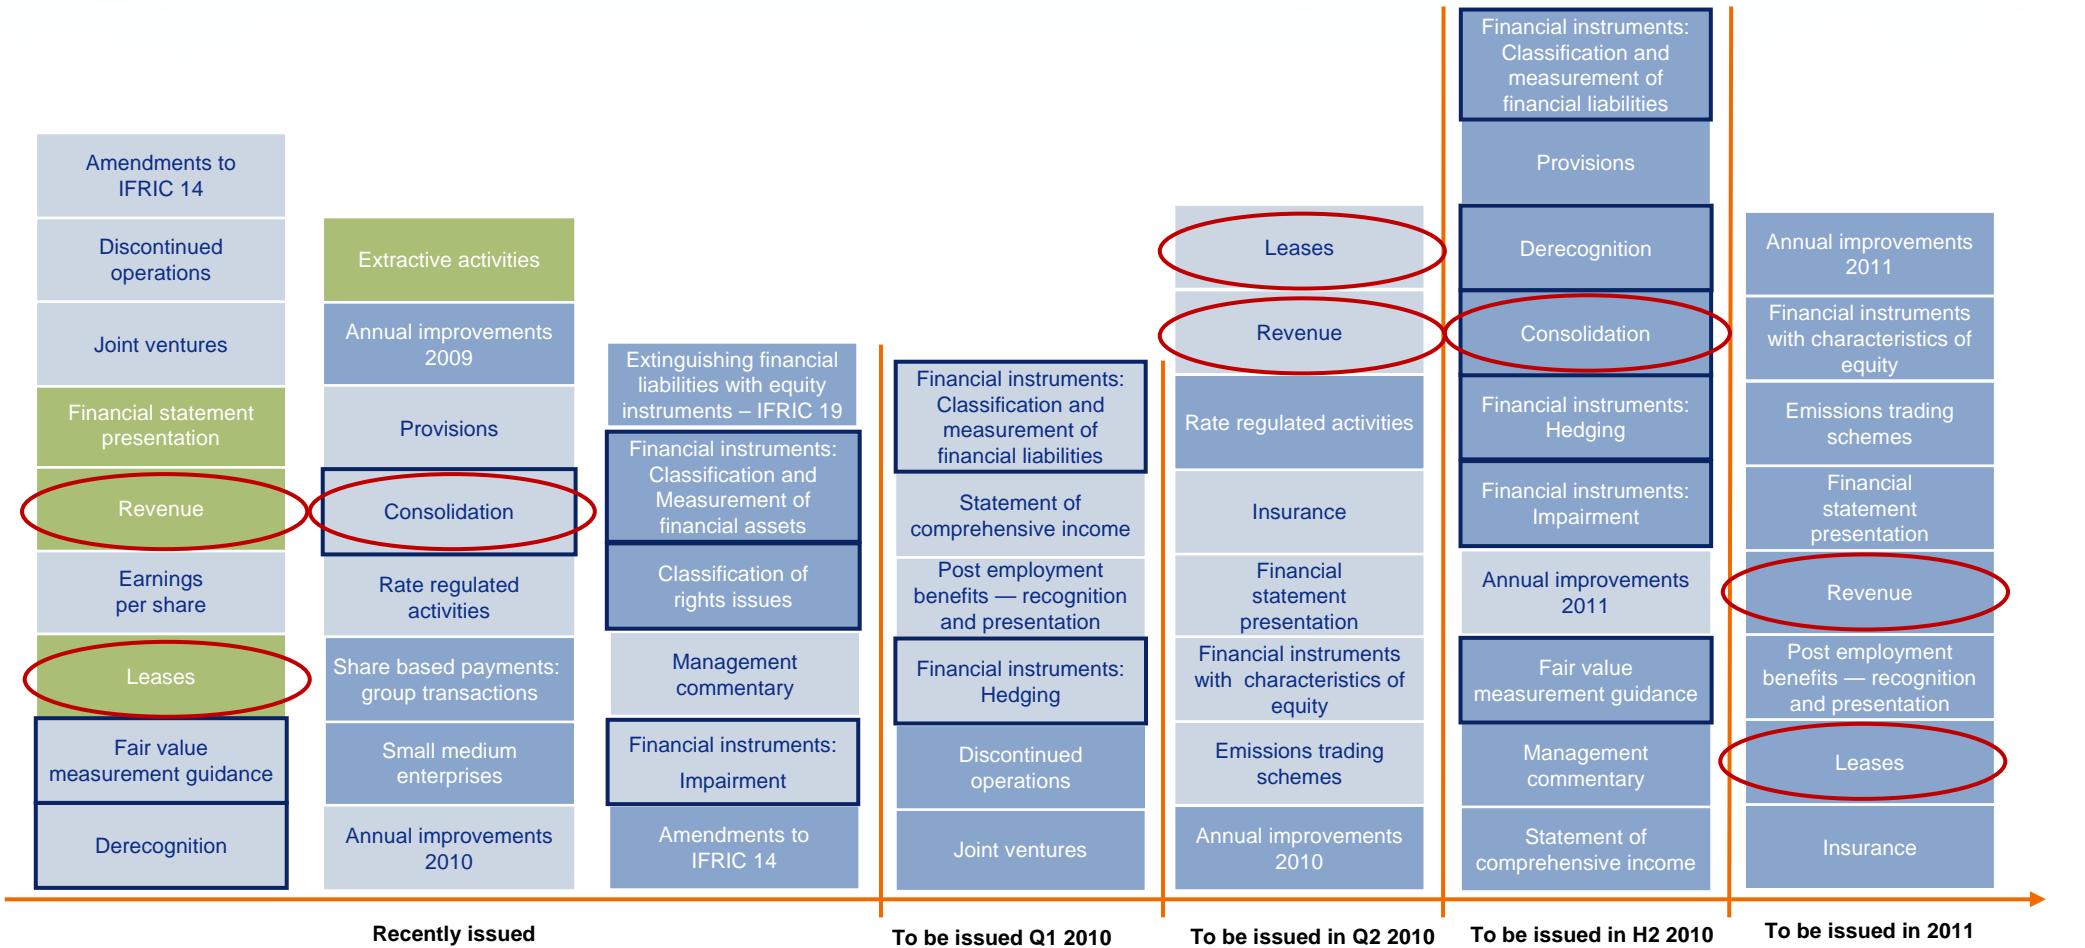 Amendments to
IFRIC 14
Discontinued
operations
Joint ventures
Financial statement
presentation
Revenue
Earnings
per share
Leases
Fair value
measurement guidance
Derecognition
Extractive activities
Annual improvements
2009
Provisions
Consolidation
Rate regulated
activities
Share based payments:
group transactions
Small medium
enterprises
Annual improvements
2010
Extinguishing financial
liabilities with equity
instruments – IFRIC 19
Financial instruments:
Classification and
Measurement of
financial assets
Classification of
rights issues
Management
commentary
Financial instruments:
Impairment
Amendments to
IFRIC 14
Recently issued
Financial instruments:
Classification and
measurement of
financial liabilities
Statement of
comprehensive income
Post employment
benefits — recognition
and presentation
Financial instruments:
Hedging
Discontinued
operations
Joint ventures
To be issued Q1 2010
Leases
Revenue
Rate regulated activities
Insurance
Financial
statement
presentation
Financial instruments
with characteristics of
equity
Emissions trading
schemes
Annual improvements
2010
To be issued in Q2 2010
Financial instruments:
Classification and
measurement of
financial liabilities
Provisions
Derecognition
Consolidation
Financial instruments:
Hedging
Financial instruments:
Impairment
Annual improvements
2011
Fair value
measurement guidance
Management
commentary
Statement of
comprehensive income
To be issued in H2 2010
Annual improvements
2011
Financial instruments
with characteristics of
equity
Emissions trading
schemes
Financial
statement
presentation
Revenue
Post employment
benefits — recognition
and presentation
Leases
Insurance
To be issued in 2011